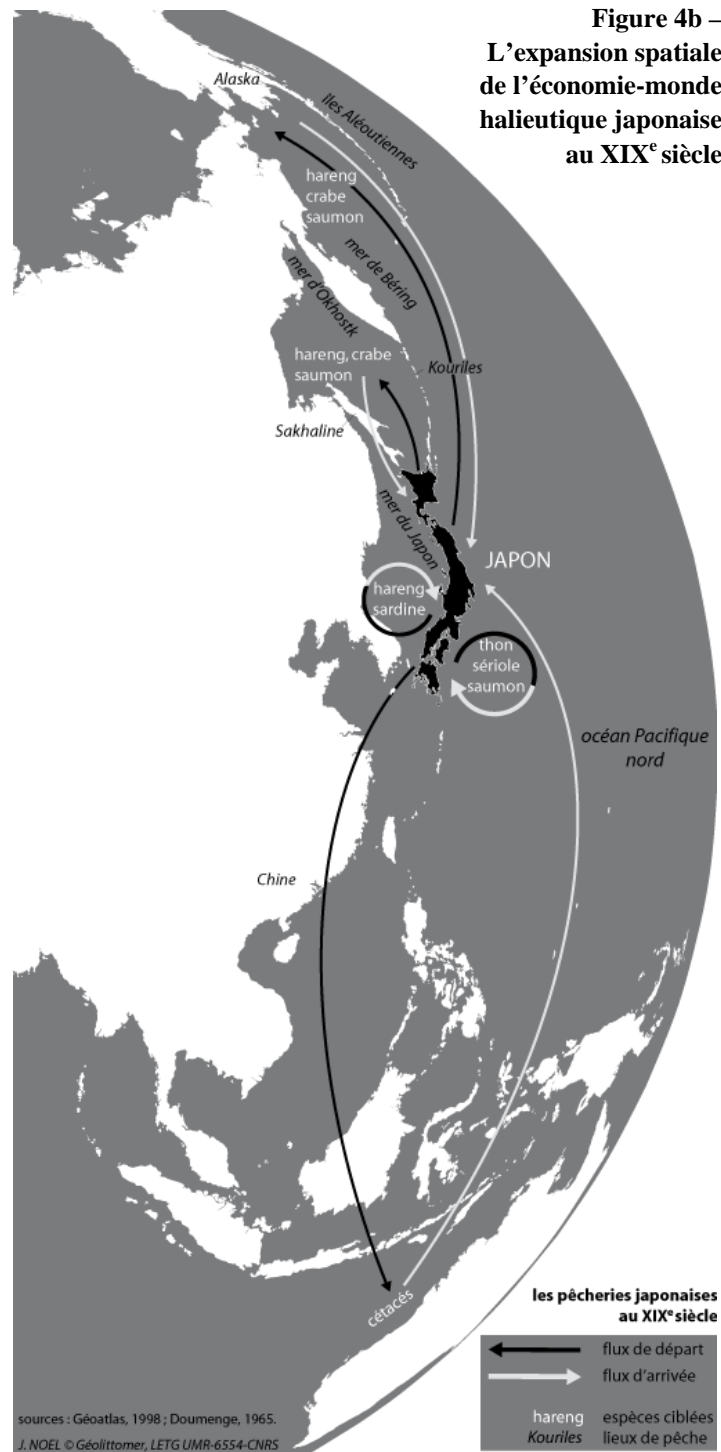 Figure 4b –
L'expansion spatiale
de l'économie-monde
halieutique japonaise
au XIXe siècle
Alaska
Iles Aléoutiennes
hareng
crabe
saumon
mer de Béring
mer d'Okhostk
hareng, crabe
saumon
Kouriles
Sakhaline
mer du Japon
JAPON
hareng
sardine
thon
sériole
saumon
océan Pacifique
nord
Chine
cétacés
les pêcheries japonaises
au XIXe siècle
flux de départ
flux d'arrivée
hareng espèces ciblées
Kouriles lieux de pêche
sources : Géoatlas, 1998 ; Doumenge, 1965.
J. NOEL © Géolittomer, LETG UMR-6554-CNRS